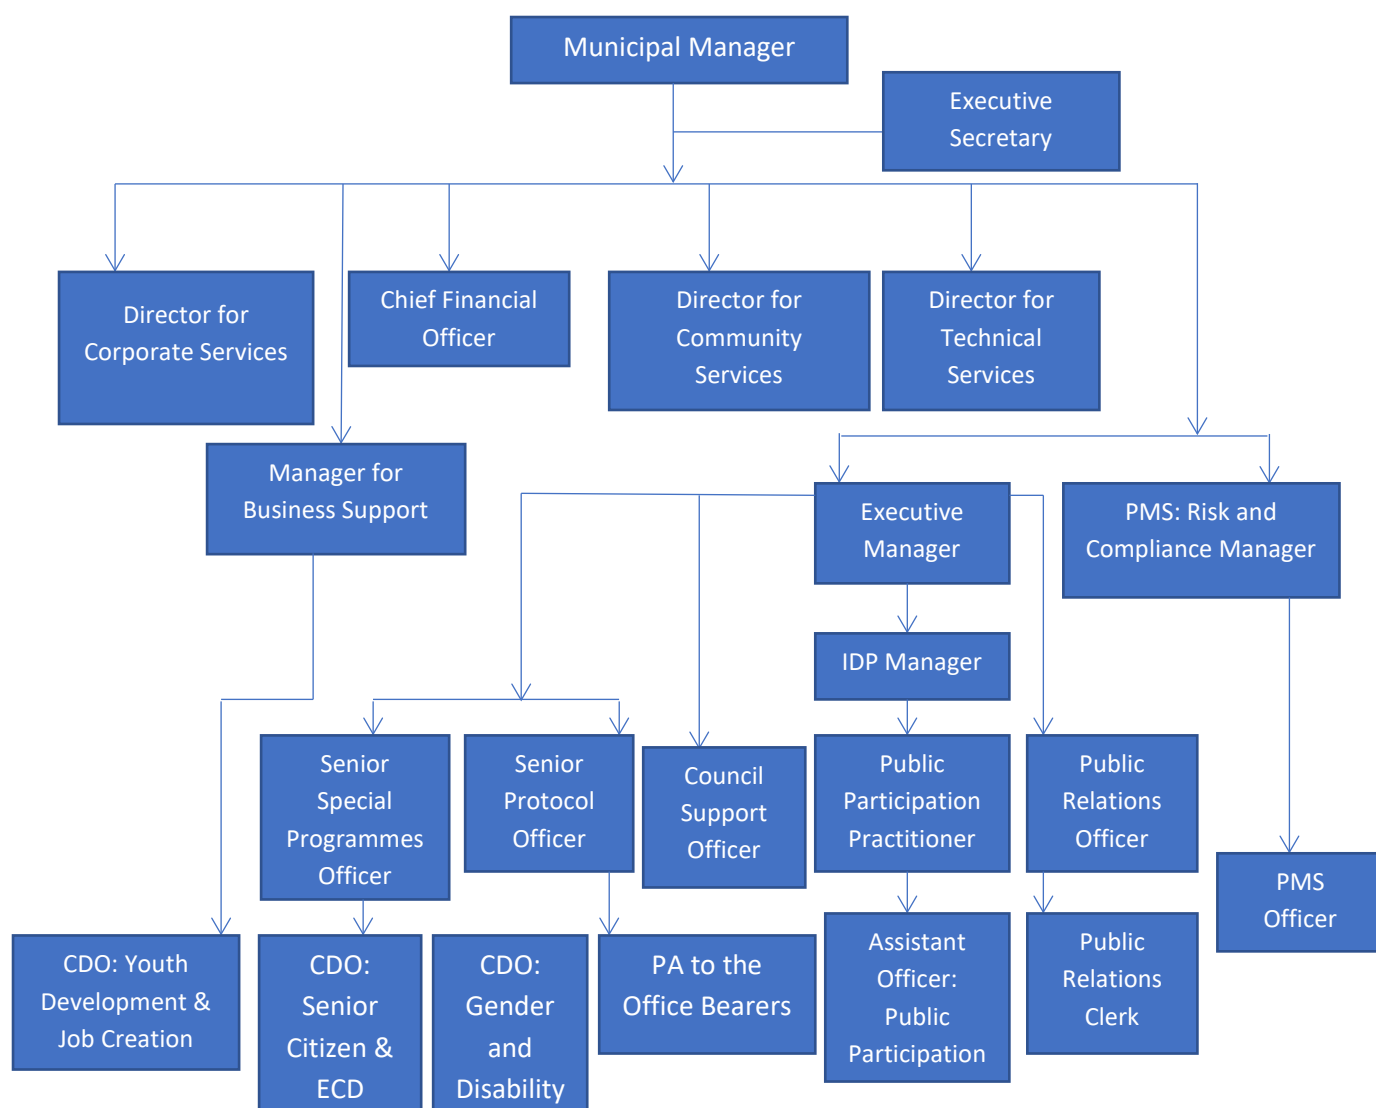 Municipal Manager
Executive
Secretary
Director for
Corporate Services
Chief Financial
Officer
Director for
Community
Services
Director for
Technical
Services
Manager for
Business Support
Executive
Manager
PMS: Risk and
Compliance Manager
IDP Manager
Senior
Special
Programmes
Officer
Senior
Protocol
Officer
Council
Support
Officer
Public
Participation
Practitioner
Public
Relations
Officer
PMS
Officer
CDO: Youth
Development &
Job Creation
CDO:
Senior
Citizen &
ECD
CDO:
Gender
and
Disability
PA to the
Office Bearers
Assistant
Officer:
Public
Participation
Public
Relations
Clerk